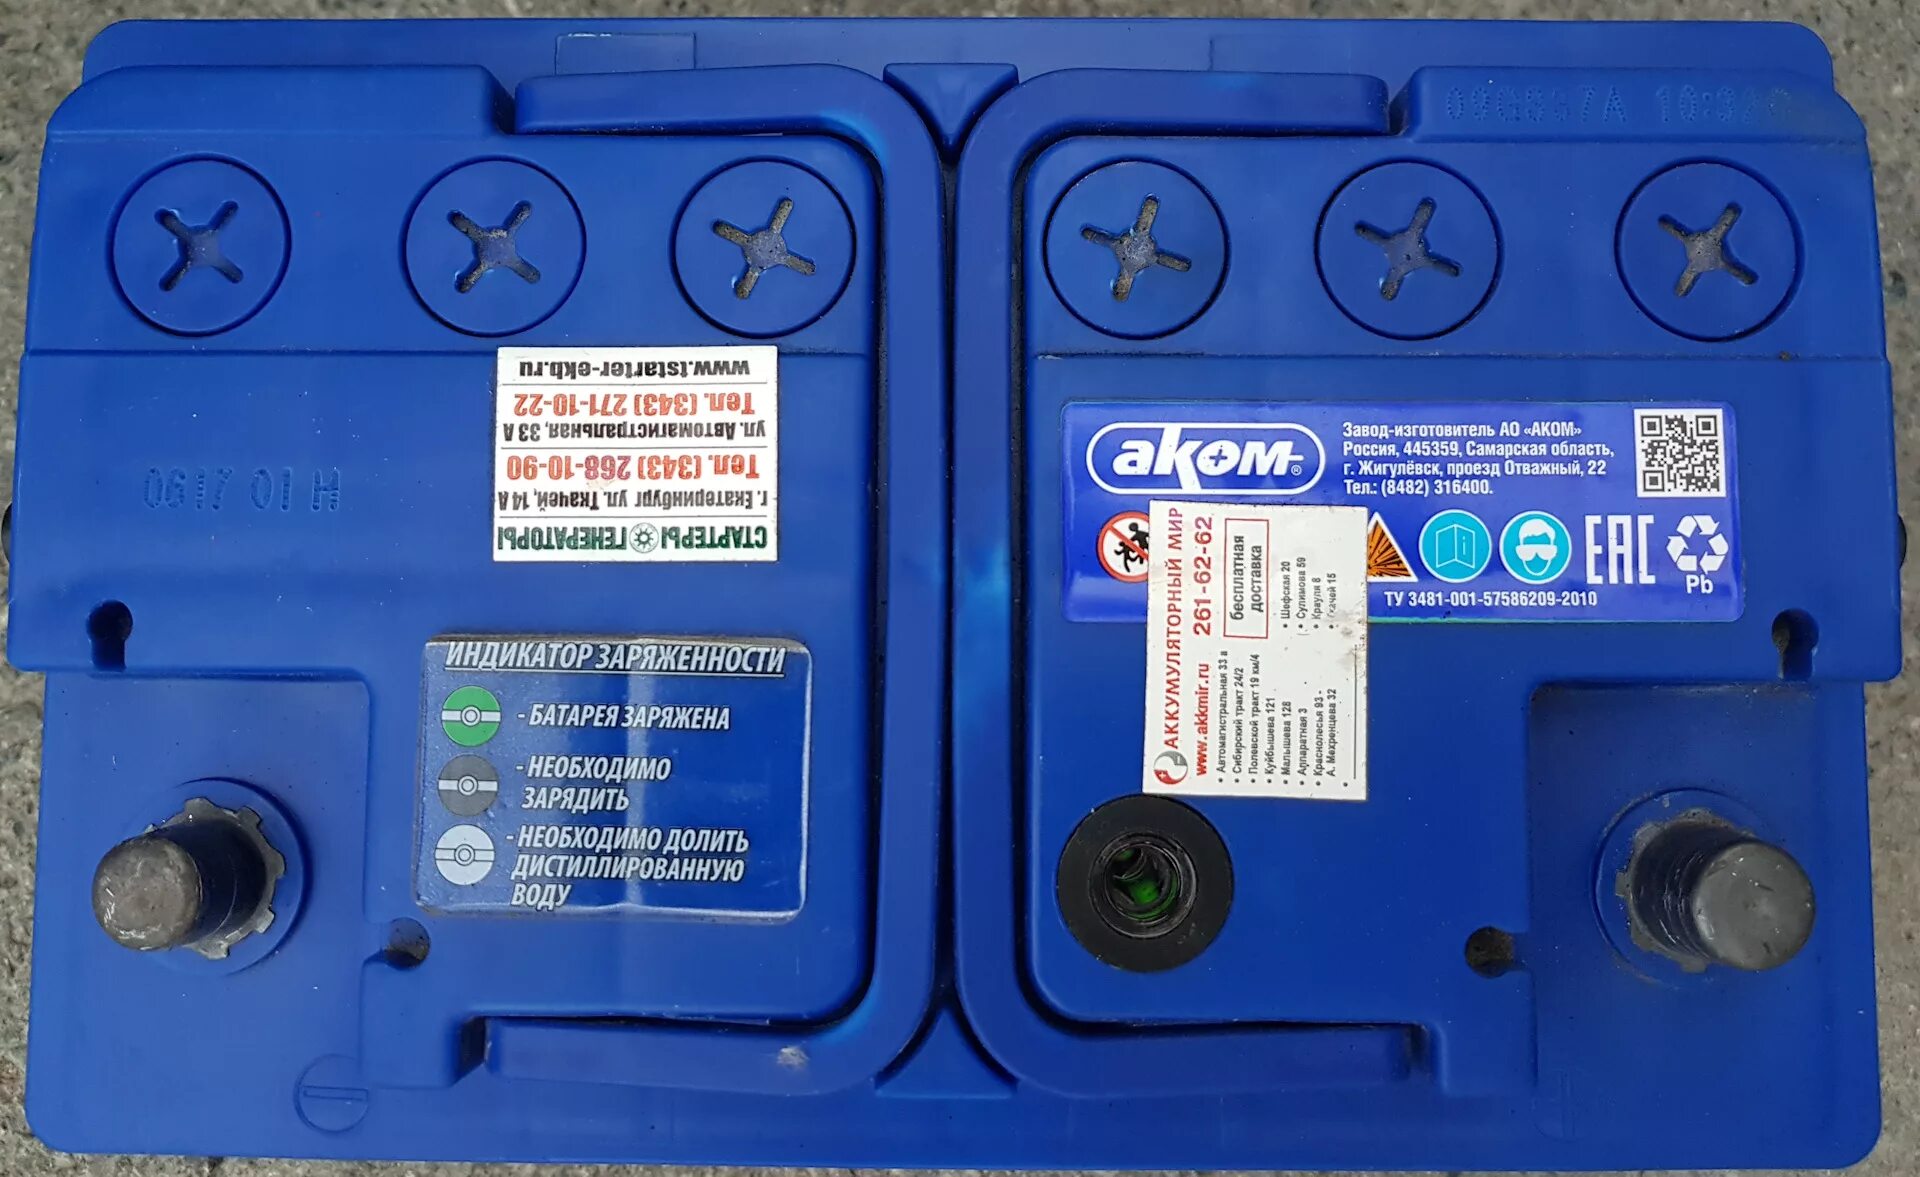 0617 01 H
СТАРТЕРЫ ГЕНЕРАТОРЫ
г. Екатеринбург ул. Ткачей, 14 А
Тел. (343) 268-10-90
ул. Автомагистральная, 33 А
Тел. (343) 271-10-22
www.1starter-ekb.ru
ИНДИКАТОР ЗАРЯЖЕННОСТИ
- БАТАРЕЯ ЗАРЯЖЕНА
- НЕОБХОДИМО
ЗАРЯДИТЬ
- НЕОБХОДИМО ДОЛИТЬ
ДИСТИЛЛИРОВАННУЮ
ВОДУ
аком®
Завод-изготовитель АО «АКОМ»
Россия, 445359, Самарская область,
г. Жигулёвск, проезд Отважный, 22
Тел.: (8482) 316400.
EAC
Pb
ТУ 3481-001-57586209-2010
АККУМУЛЯТОРНЫЙ МИР
www.akkmir.ru 261-62-62
бесплатная
доставка
• Автомагистральная 33 а
• Сибирский тракт 24/2
• Полевской тракт 19 км/4
• Куйбышева 121
• Малышева 128
• Аппаратная 3
• Краснолесья 93 -
А. Мехренцева 32
• Шефская 20
• Сулимова 59
• Крауля 8
• Ткачей 15